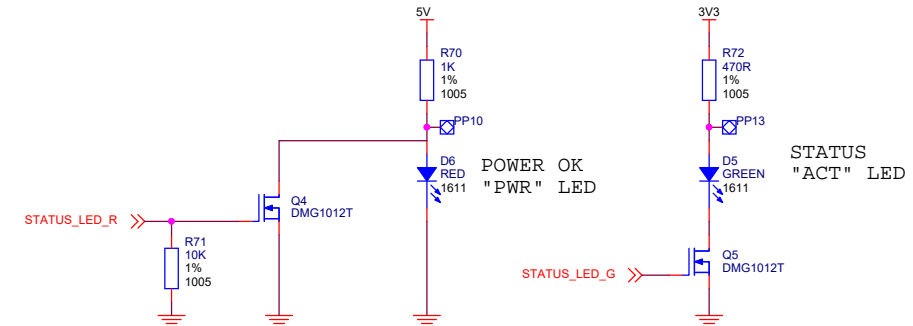 5V
R70
1K
1%
1005
PP10
D6
RED
1611
POWER OK
"PWR" LED
Q4
DMG1012T
STATUS_LED_R
R71
10K
1%
1005
3V3
R72
470R
1%
1005
PP13
D5
GREEN
1611
STATUS
"ACT" LED
Q5
DMG1012T
STATUS_LED_G